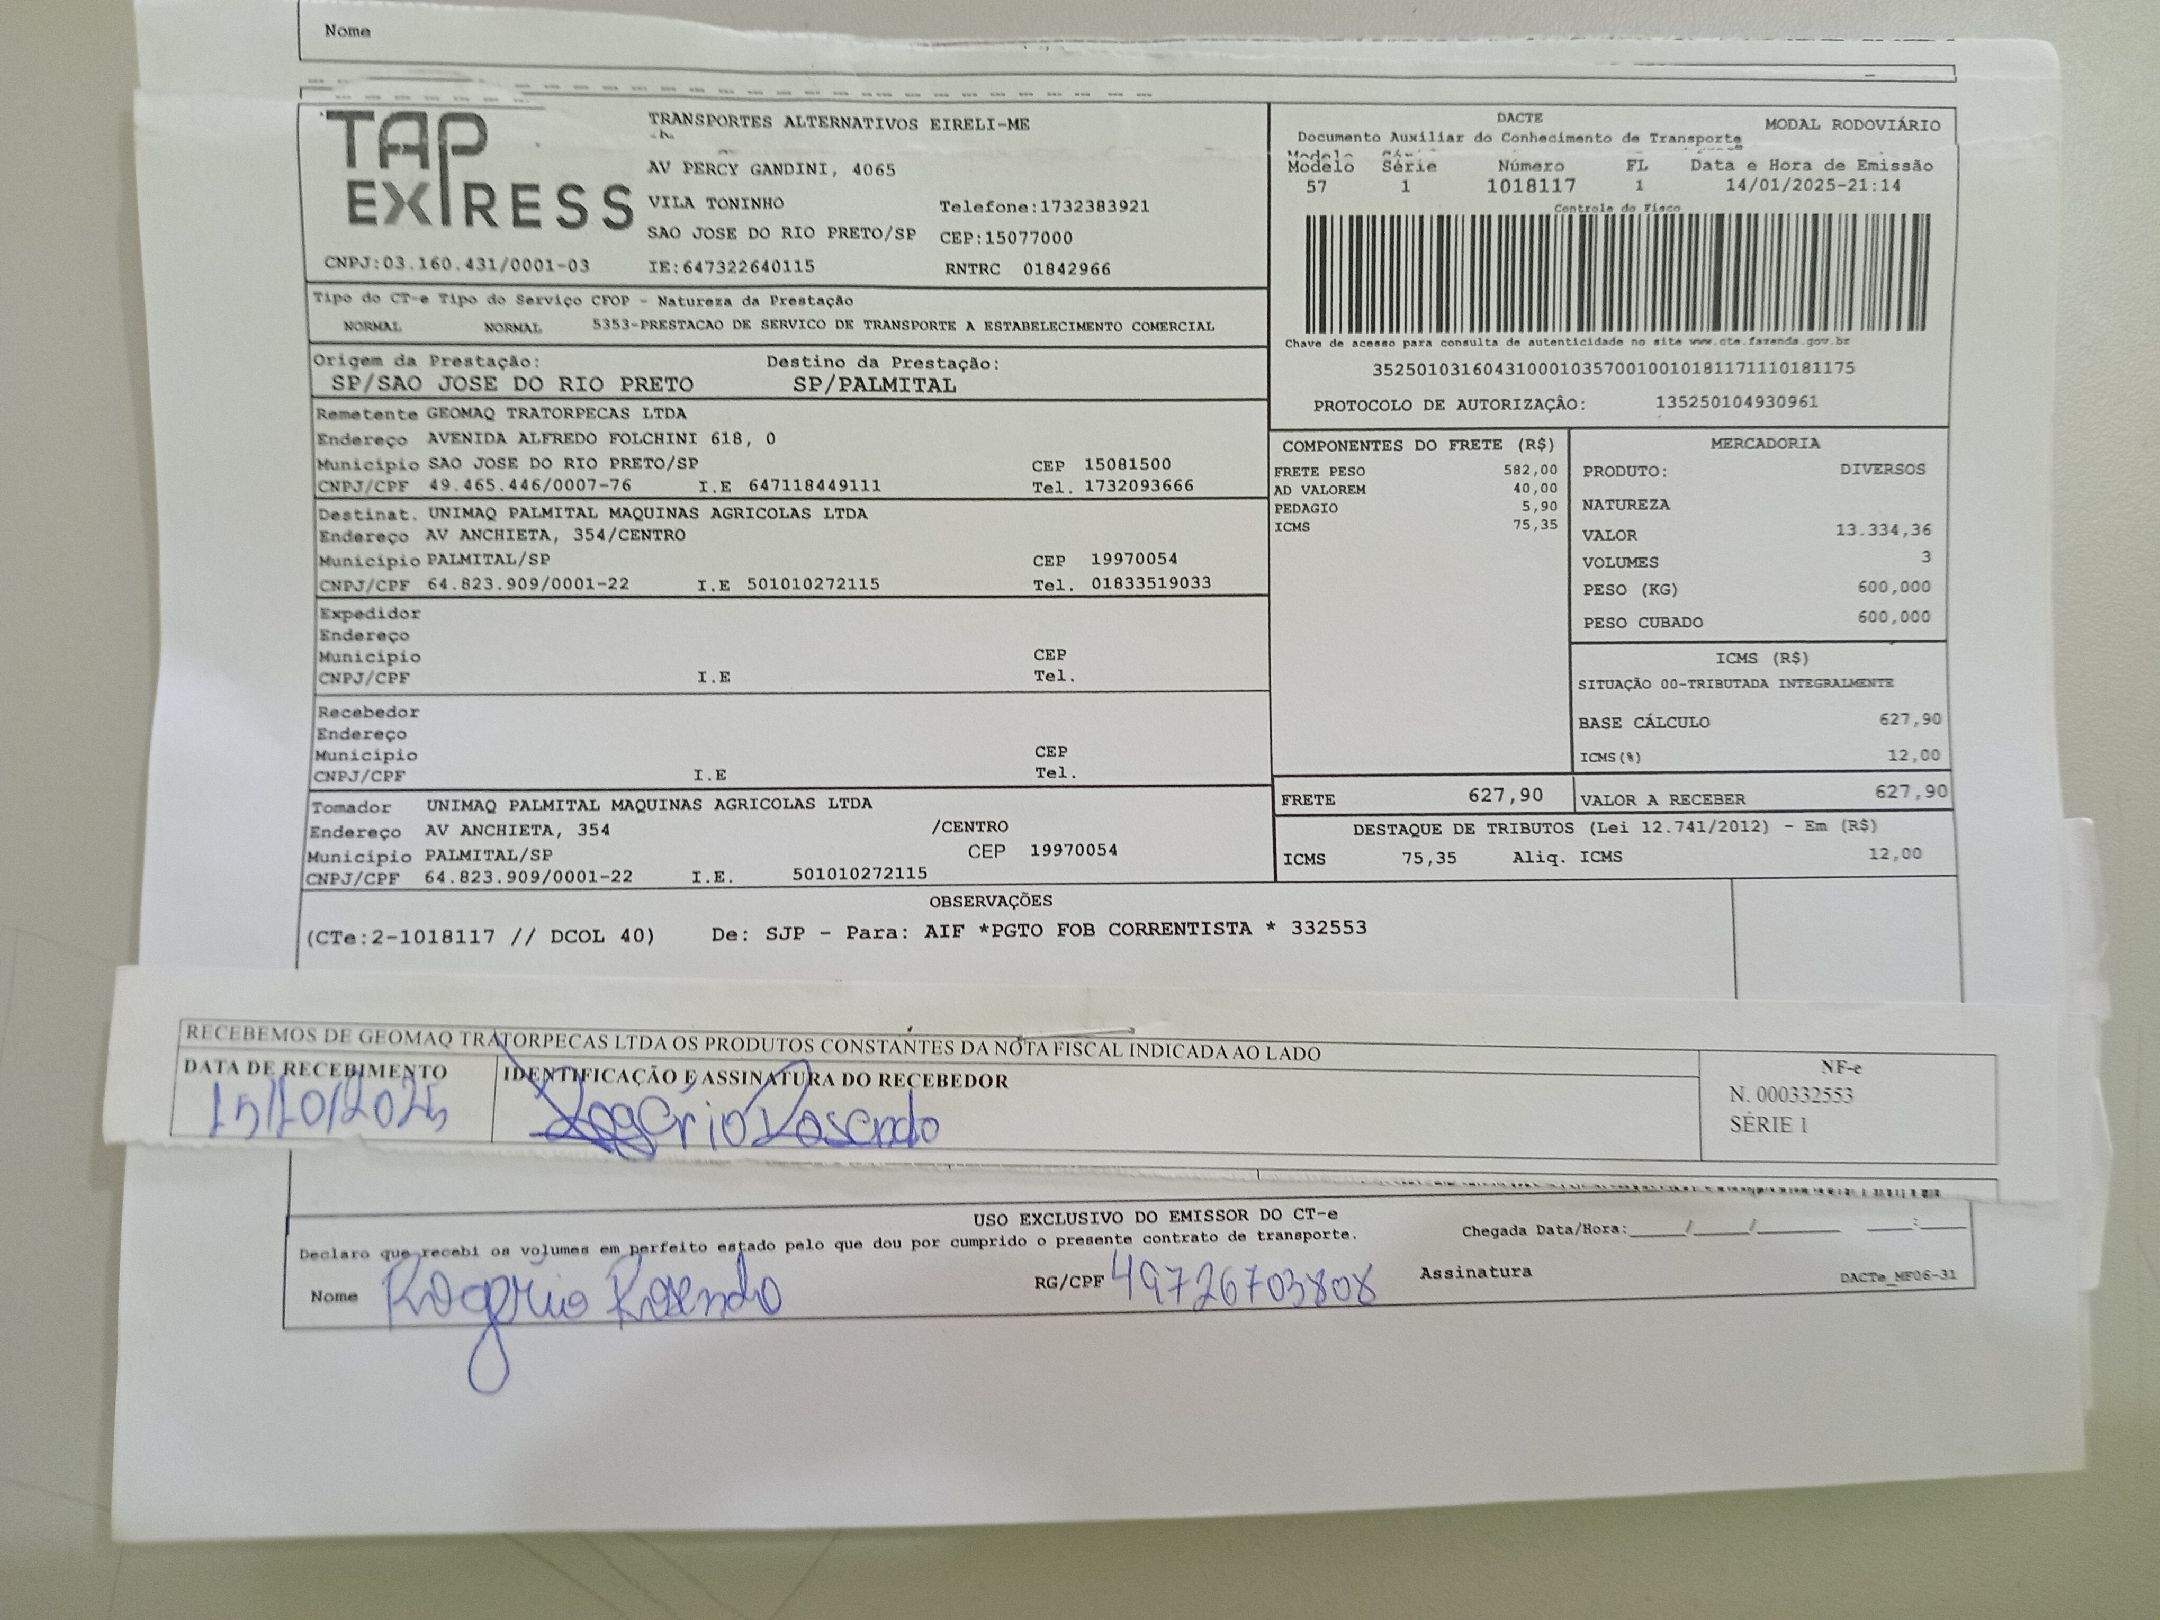 Nome
TAP EXPRESS
TRANSPORTES ALTERNATIVOS EIRELI-ME
AV PERCY GANDINI, 4065
VILA TONINHO Telefone:1732383921
SAO JOSE DO RIO PRETO/SP CEP:15077000
CNPJ:03.160.431/0001-03 IE:647322640115 RNTRC 01842966
DACTE MODAL RODOVIÁRIO
Documento Auxiliar do Conhecimento de Transporte
Modelo Série Número FL Data e Hora de Emissão
57 1 1018117 1 14/01/2025-21:14
Controle do Fisco
Chave de acesso para consulta de autenticidade no site www.cte.fazenda.gov.br
35250103160431000103570010010181171110181175
PROTOCOLO DE AUTORIZAÇÃO: 135250104930961
Tipo do CT-e Tipo do Serviço CFOP - Natureza da Prestação
NORMAL NORMAL 5353-PRESTACAO DE SERVICO DE TRANSPORTE A ESTABELECIMENTO COMERCIAL
Origem da Prestação: Destino da Prestação:
SP/SAO JOSE DO RIO PRETO SP/PALMITAL
Remetente GEOMAQ TRATORPECAS LTDA
Endereço AVENIDA ALFREDO FOLCHINI 618, 0
Município SAO JOSE DO RIO PRETO/SP CEP 15081500
CNPJ/CPF 49.465.446/0007-76 I.E 647118449111 Tel. 1732093666
Destinat. UNIMAQ PALMITAL MAQUINAS AGRICOLAS LTDA
Endereço AV ANCHIETA, 354/CENTRO
Município PALMITAL/SP CEP 19970054
CNPJ/CPF 64.823.909/0001-22 I.E 501010272115 Tel. 01833519033
Expedidor
Endereço
Município CEP
CNPJ/CPF I.E Tel.
Recebedor
Endereço
Município CEP
CNPJ/CPF I.E Tel.
Tomador UNIMAQ PALMITAL MAQUINAS AGRICOLAS LTDA
Endereço AV ANCHIETA, 354 /CENTRO
Município PALMITAL/SP CEP 19970054
CNPJ/CPF 64.823.909/0001-22 I.E. 501010272115
COMPONENTES DO FRETE (R$)
FRETE PESO 582,00
AD VALOREM 40,00
PEDAGIO 5,90
ICMS 75,35
MERCADORIA
PRODUTO: DIVERSOS
NATUREZA
VALOR 13.334,36
VOLUMES 3
PESO (KG) 600,000
PESO CUBADO 600,000
ICMS (R$)
SITUAÇÃO 00-TRIBUTADA INTEGRALMENTE
BASE CÁLCULO 627,90
ICMS(%) 12,00
FRETE 627,90 VALOR A RECEBER 627,90
DESTAQUE DE TRIBUTOS (Lei 12.741/2012) - Em (R$)
ICMS 75,35 Aliq. ICMS 12,00
OBSERVAÇÕES
(CTe:2-1018117 // DCOL 40) De: SJP - Para: AIF *PGTO FOB CORRENTISTA * 332553
RECEBEMOS DE GEOMAQ TRATORPECAS LTDA OS PRODUTOS CONSTANTES DA NOTA FISCAL INDICADA AO LADO
DATA DE RECEBIMENTO IDENTIFICAÇÃO E ASSINATURA DO RECEBEDOR
15/10/2025 Rogério Rosendo
NF-e
N. 000332553
SÉRIE 1
USO EXCLUSIVO DO EMISSOR DO CT-e
Declaro que recebi os volumes em perfeito estado pelo que dou por cumprido o presente contrato de transporte. Chegada Data/Hora:___/___/______ ___:___
Nome Rogério Rosendo RG/CPF 49726703808 Assinatura DACTe_MF06-31